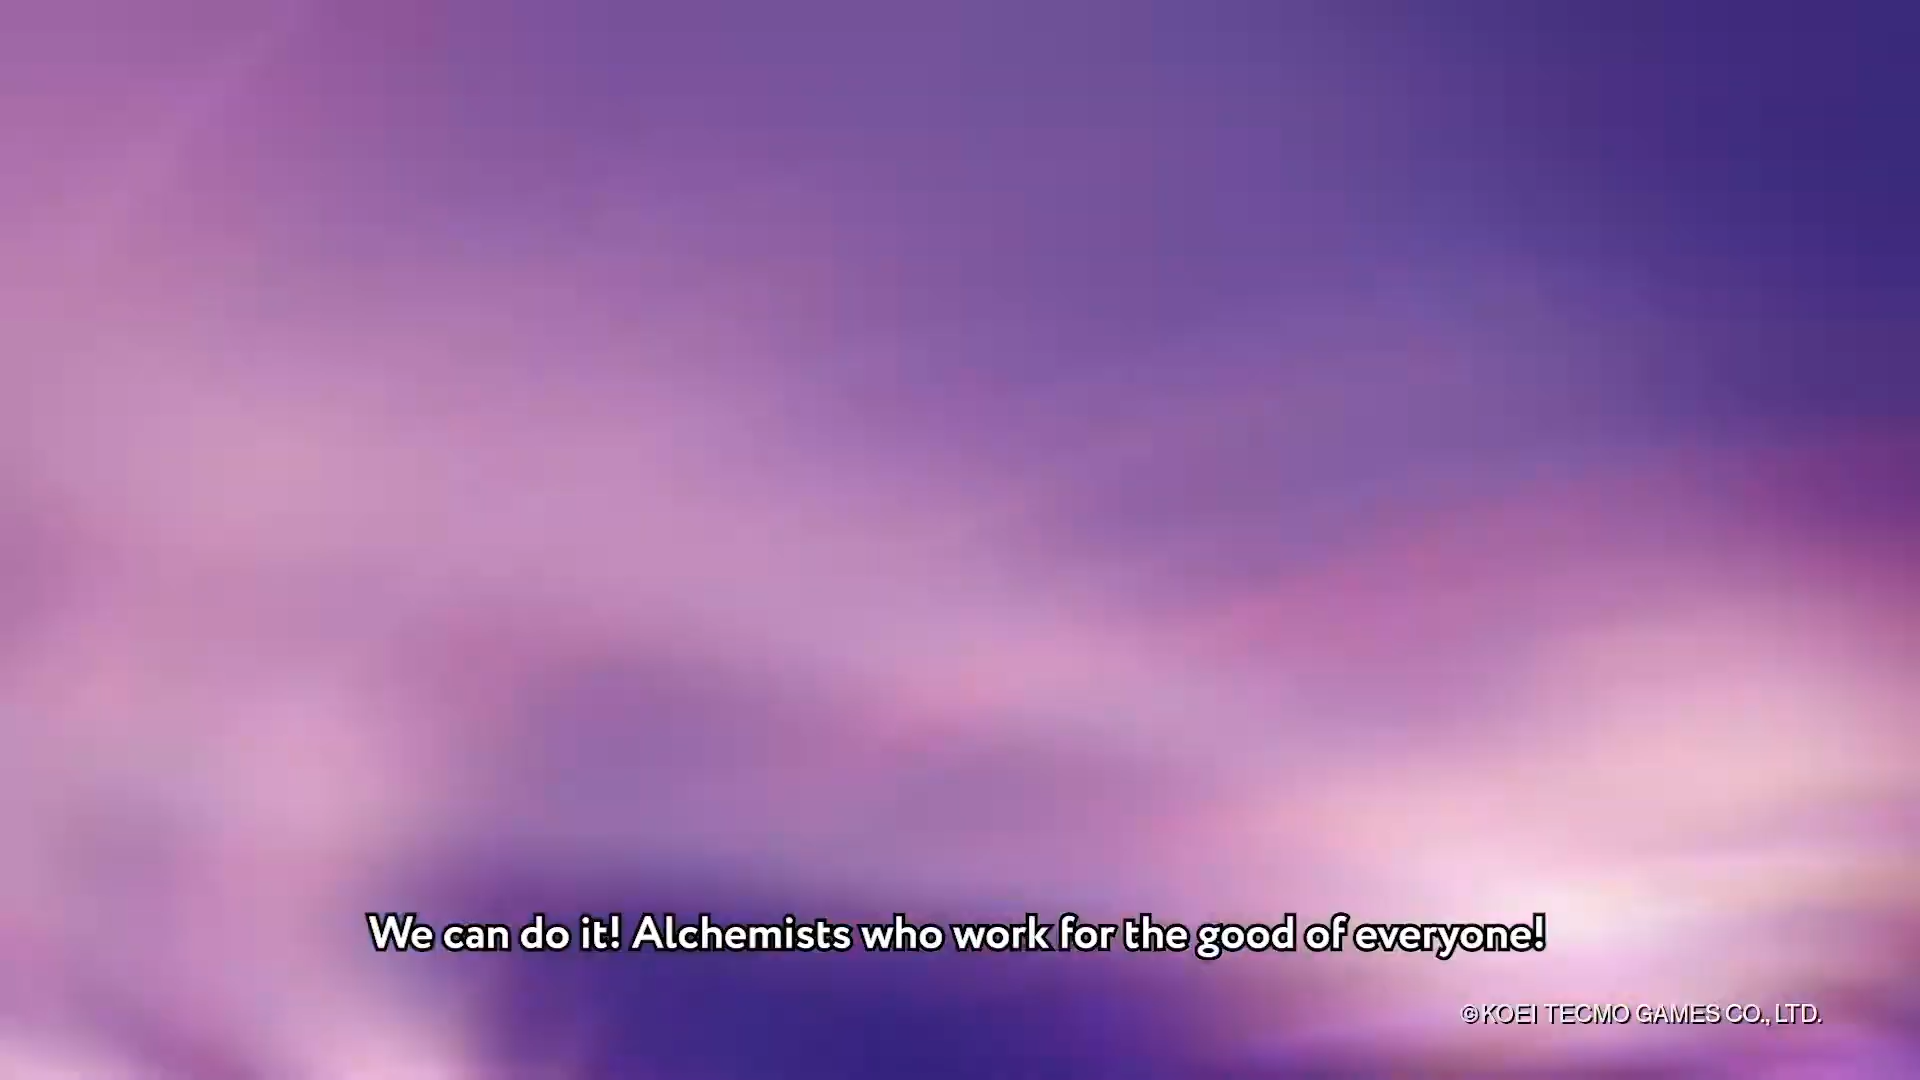 We can do it! Alchemists who work for the good of everyone!
©KOEI TECMO GAMES CO., LTD.